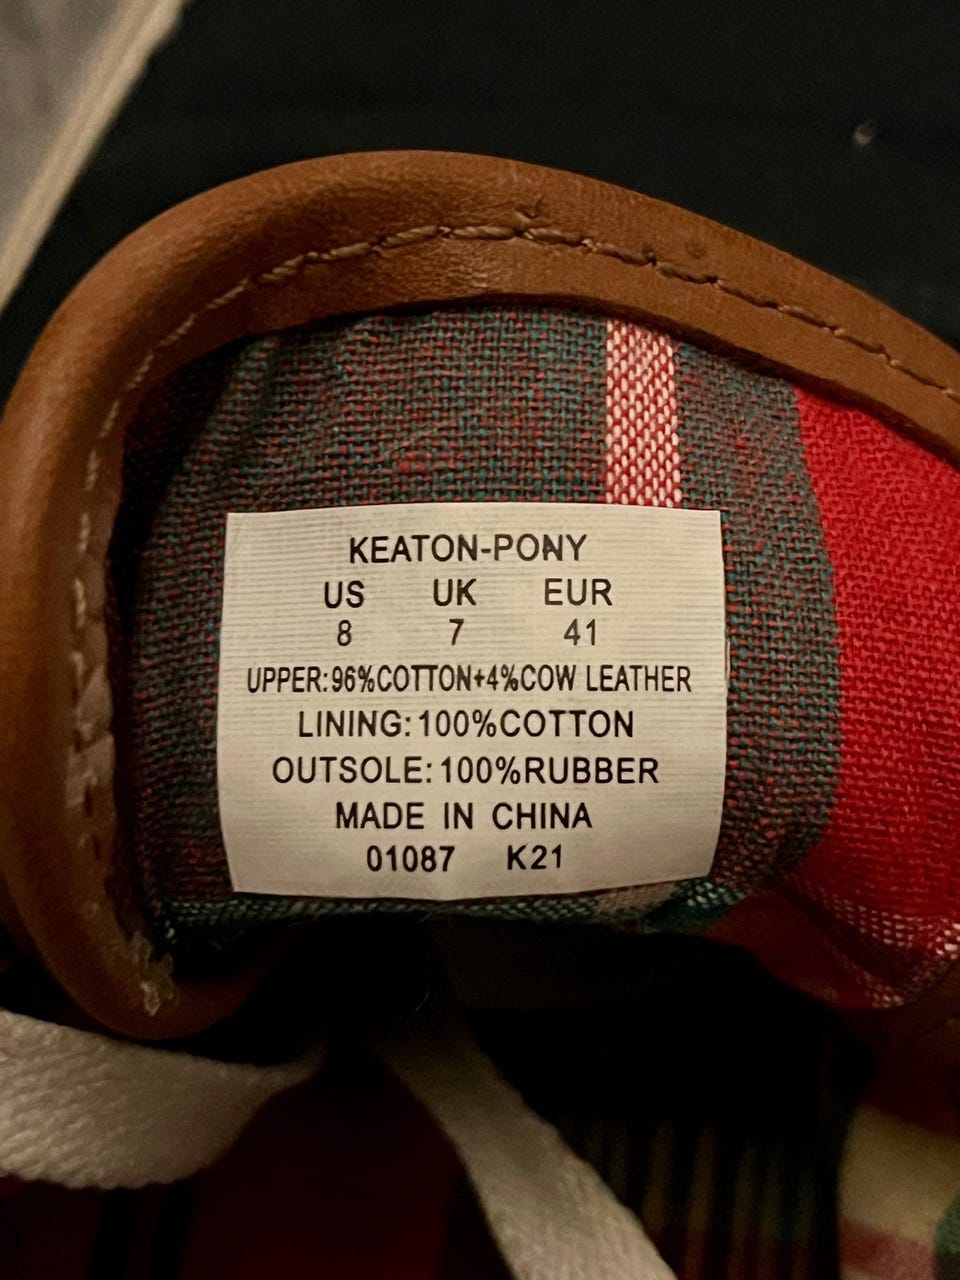 KEATON-PONY
US UK EUR
8 7 41
UPPER:96%COTTON+4%COW LEATHER
LINING:100%COTTON
OUTSOLE:100%RUBBER
MADE IN CHINA
01087 K21